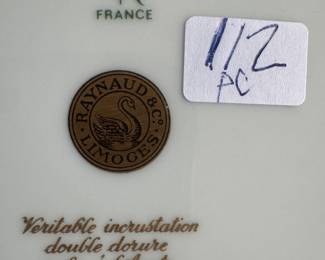 FRANCE
RAYNAUD & Co.
LIMOGES
112
PC
Veritable incrustation
double dorure